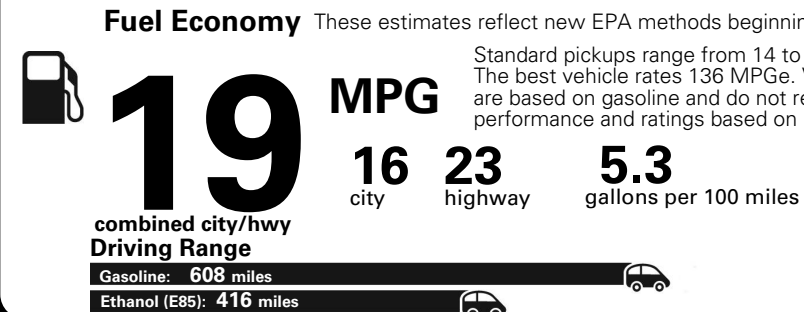 Fuel Economy These estimates reflect new EPA methods beginnin
Standard pickups range from 14 to
The best vehicle rates 136 MPGe. V
are based on gasoline and do not re
performance and ratings based on
19 MPG
16 23 5.3
city highway gallons per 100 miles
combined city/hwy
Driving Range
Gasoline: 608 miles
Ethanol (E85): 416 miles